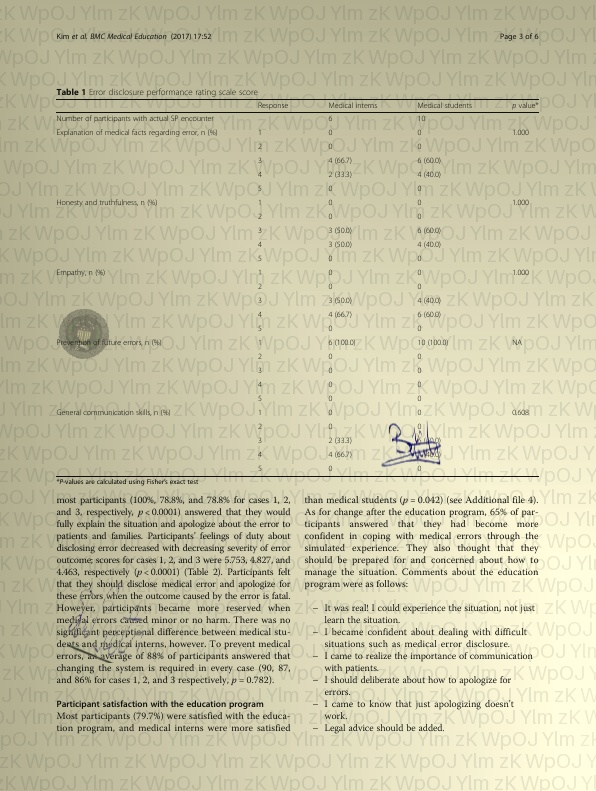 Kim et al. BMC Medical Education (2017) 17:52 Page 3 of 6
Table 1 Error disclosure performance rating scale score
Response Medical interns Medical students p value*
Number of participants with actual SP encounter 6 10
Explanation of medical facts regarding error, n (%) 1 0 0 1.000
2 0 0
3 4 (66.7) 6 (60.0)
4 2 (33.3) 4 (40.0)
5 0 0
Honesty and truthfulness, n (%) 1 0 0 1.000
2 0 0
3 3 (50.0) 6 (60.0)
4 3 (50.0) 4 (40.0)
5 0 0
Empathy, n (%) 1 0 0 1.000
2 0 0
3 3 (50.0) 4 (40.0)
4 4 (66.7) 6 (60.0)
5 0 0
Prevention of future errors, n (%) 1 6 (100.0) 10 (100.0) NA
2 0 0
3 0 0
4 0 0
5 0 0
General communication skills, n (%) 1 0 0 0.608
2 0 0
3 2 (33.3)
4 4 (66.7)
5 0 0
*P-values are calculated using Fisher's exact test
most participants (100%, 78.8%, and 78.8% for cases 1, 2,
and 3, respectively, p < 0.0001) answered that they would
fully explain the situation and apologize about the error to
patients and families. Participants' feelings of duty about
disclosing error decreased with decreasing severity of error
outcome; scores for cases 1, 2, and 3 were 5.753, 4.827, and
4.463, respectively (p < 0.0001) (Table 2). Participants felt
that they should disclose medical error and apologize for
these errors when the outcome caused by the error is fatal.
However, participants became more reserved when
medical errors caused minor or no harm. There was no
significant perceptional difference between medical stu-
dents and medical interns, however. To prevent medical
errors, an average of 88% of participants answered that
changing the system is required in every case (90, 87,
and 86% for cases 1, 2, and 3 respectively, p = 0.782).
Participant satisfaction with the education program
Most participants (79.7%) were satisfied with the educa-
tion program, and medical interns were more satisfied
than medical students (p = 0.042) (see Additional file 4).
As for change after the education program, 65% of par-
ticipants answered that they had become more
confident in coping with medical errors through the
simulated experience. They also thought that they
should be prepared for and concerned about how to
manage the situation. Comments about the education
program were as follows:
– It was real! I could experience the situation, not just
learn the situation.
– I became confident about dealing with difficult
situations such as medical error disclosure.
– I came to realize the importance of communication
with patients.
– I should deliberate about how to apologize for
errors.
– I came to know that just apologizing doesn't
work.
– Legal advice should be added.